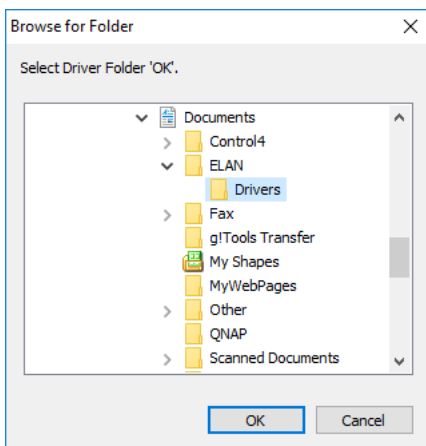 Browse for Folder
Select Driver Folder 'OK'.
Documents
Control4
ELAN
Drivers
Fax
g!Tools Transfer
My Shapes
MyWebPages
Other
QNAP
Scanned Documents
OK Cancel